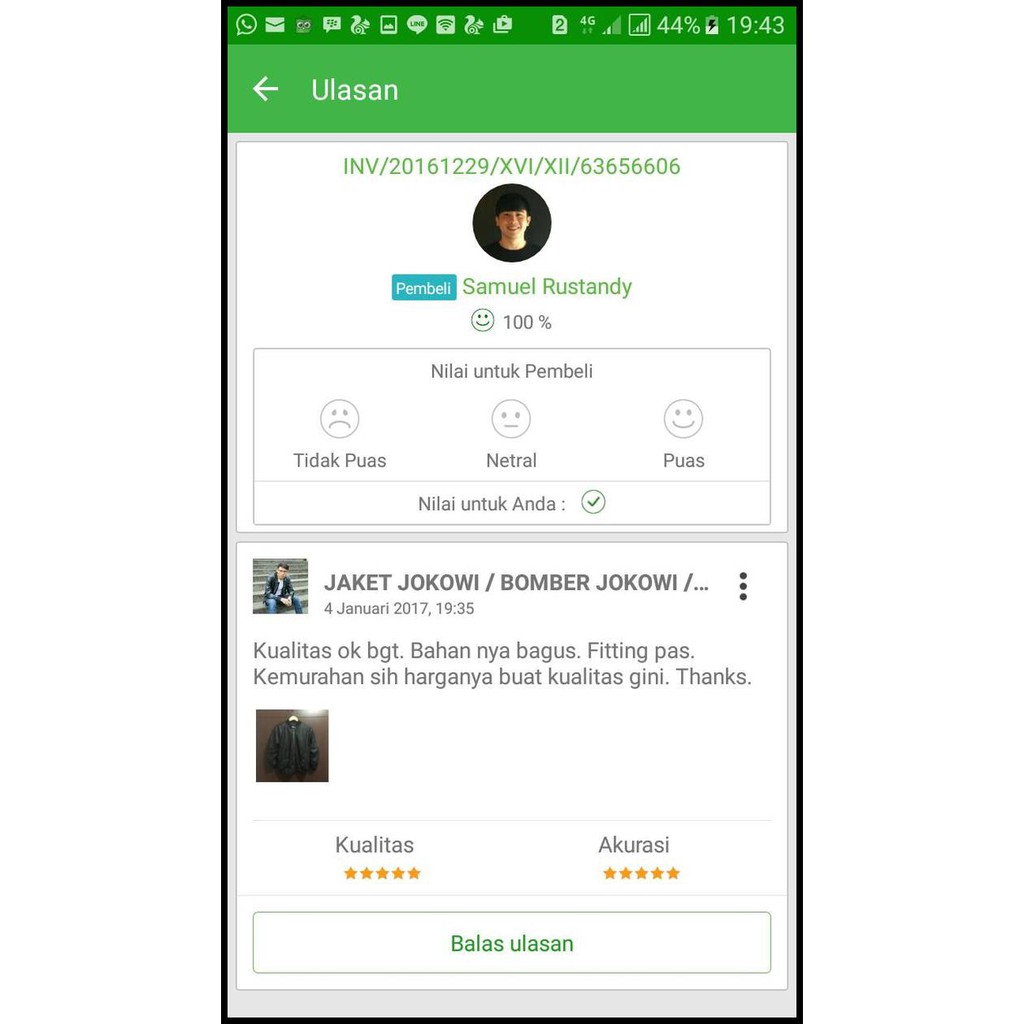 2 4G 44% 19:43
Ulasan
INV/20161229/XVI/XII/63656606
Pembeli Samuel Rustandy
100 %
Nilai untuk Pembeli
Tidak Puas Netral Puas
Nilai untuk Anda :
JAKET JOKOWI / BOMBER JOKOWI /...
4 Januari 2017, 19:35
Kualitas ok bgt. Bahan nya bagus. Fitting pas.
Kemurahan sih harganya buat kualitas gini. Thanks.
Kualitas Akurasi
Balas ulasan